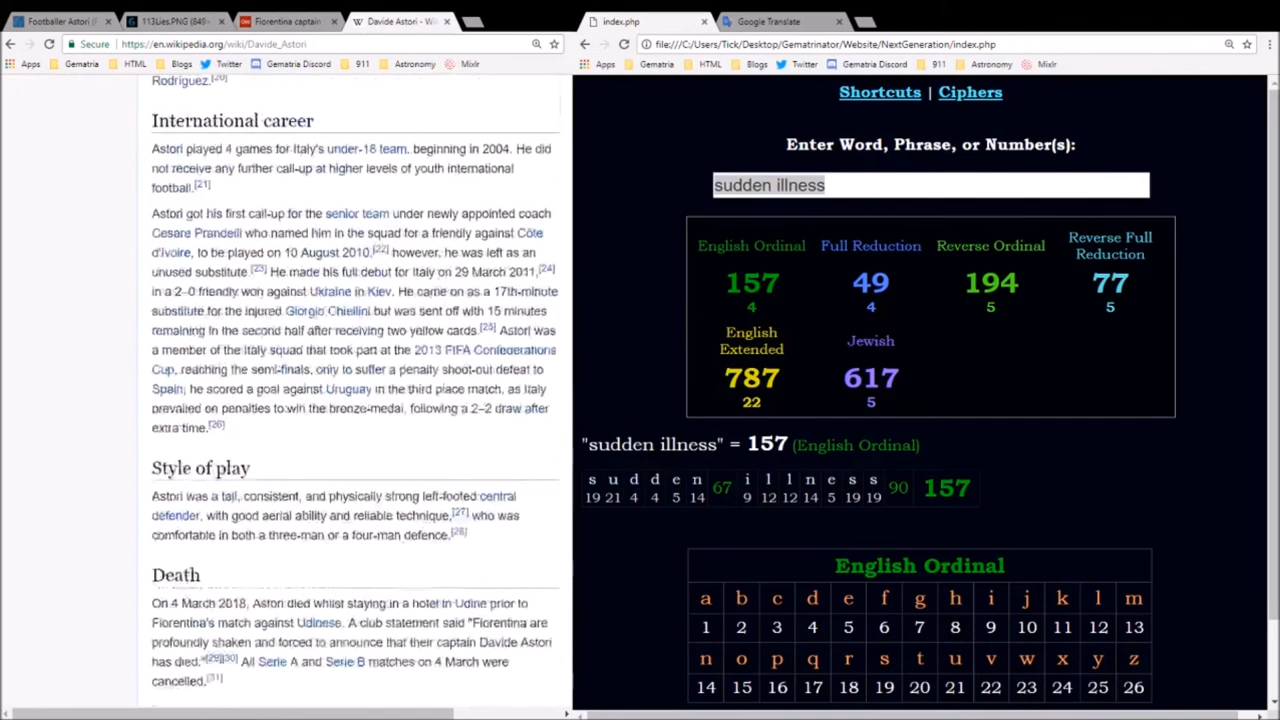 Footballer Astori (
113Lies.PNG (849×
Fiorentina captain
Davide Astori - Wi
index.php
Google Translate
Secure https://en.wikipedia.org/wiki/Davide_Astori
file:///C:/Users/Tick/Desktop/Gematrinator/Website/NextGeneration/index.php
Apps Gematria HTML Blogs Twitter Gematria Discord 911 Astronomy Mixlr
Apps Gematria HTML Blogs Twitter Gematria Discord 911 Astronomy Mixlr
Rodriguez.[20]
International career
Astori played 4 games for Italy's under-18 team, beginning in 2004. He did
not receive any further call-up at higher levels of youth international
football.[21]
Astori got his first call-up for the senior team under newly appointed coach
Cesare Prandelli who named him in the squad for a friendly against Côte
d'Ivoire, to be played on 10 August 2010,[22] however, he was left as an
unused substitute.[23] He made his full debut for Italy on 29 March 2011,[24]
in a 2–0 friendly won against Ukraine in Kiev. He came on as a 17th-minute
substitute for the injured Giorgio Chiellini but was sent off with 15 minutes
remaining in the second half after receiving two yellow cards.[25] Astori was
a member of the Italy squad that took part at the 2013 FIFA Confederations
Cup, reaching the semi-finals, only to suffer a penalty shoot-out defeat to
Spain; he scored a goal against Uruguay in the third place match, as Italy
prevailed on penalties to win the bronze-medal, following a 2–2 draw after
extra time.[26]
Style of play
Astori was a tall, consistent, and physically strong left-footed central
defender, with good aerial ability and reliable technique,[27] who was
comfortable in both a three-man or a four-man defence.[28]
Death
On 4 March 2018, Astori died whilst staying in a hotel in Udine prior to
Fiorentina's match against Udinese. A club statement said "Fiorentina are
profoundly shaken and forced to announce that their captain Davide Astori
has died."[29][30] All Serie A and Serie B matches on 4 March were
cancelled.[31]
Shortcuts | Ciphers
Enter Word, Phrase, or Number(s):
sudden illness
English Ordinal Full Reduction Reverse Ordinal Reverse Full
Reduction
157 49 194 77
4 4 5 5
English
Extended Jewish
787 617
22 5
"sudden illness" = 157 (English Ordinal)
s u d d e n 67 i l l n e s s 90 157
19 21 4 4 5 14 9 12 12 14 5 19 19
English Ordinal
a b c d e f g h i j k l m
1 2 3 4 5 6 7 8 9 10 11 12 13
n o p q r s t u v w x y z
14 15 16 17 18 19 20 21 22 23 24 25 26